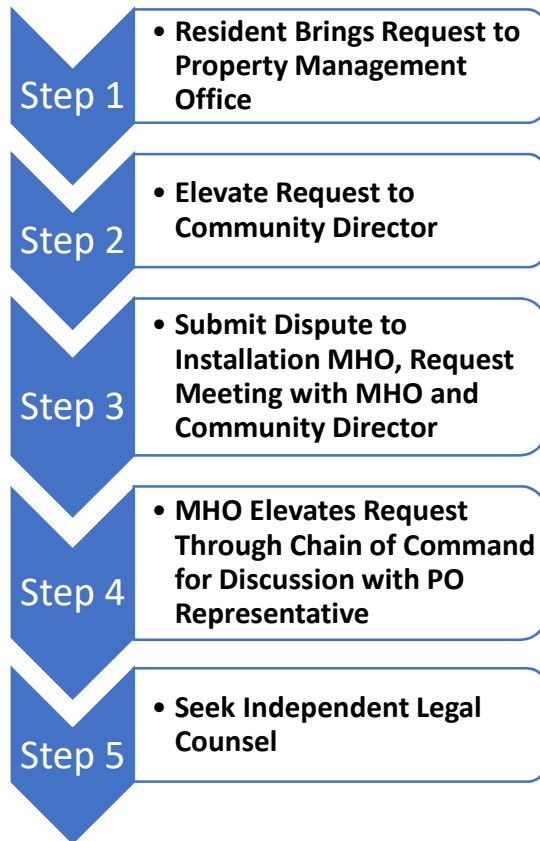 Step 1
• Resident Brings Request to
Property Management
Office
Step 2
• Elevate Request to
Community Director
Step 3
• Submit Dispute to
Installation MHO, Request
Meeting with MHO and
Community Director
Step 4
• MHO Elevates Request
Through Chain of Command
for Discussion with PO
Representative
Step 5
• Seek Independent Legal
Counsel